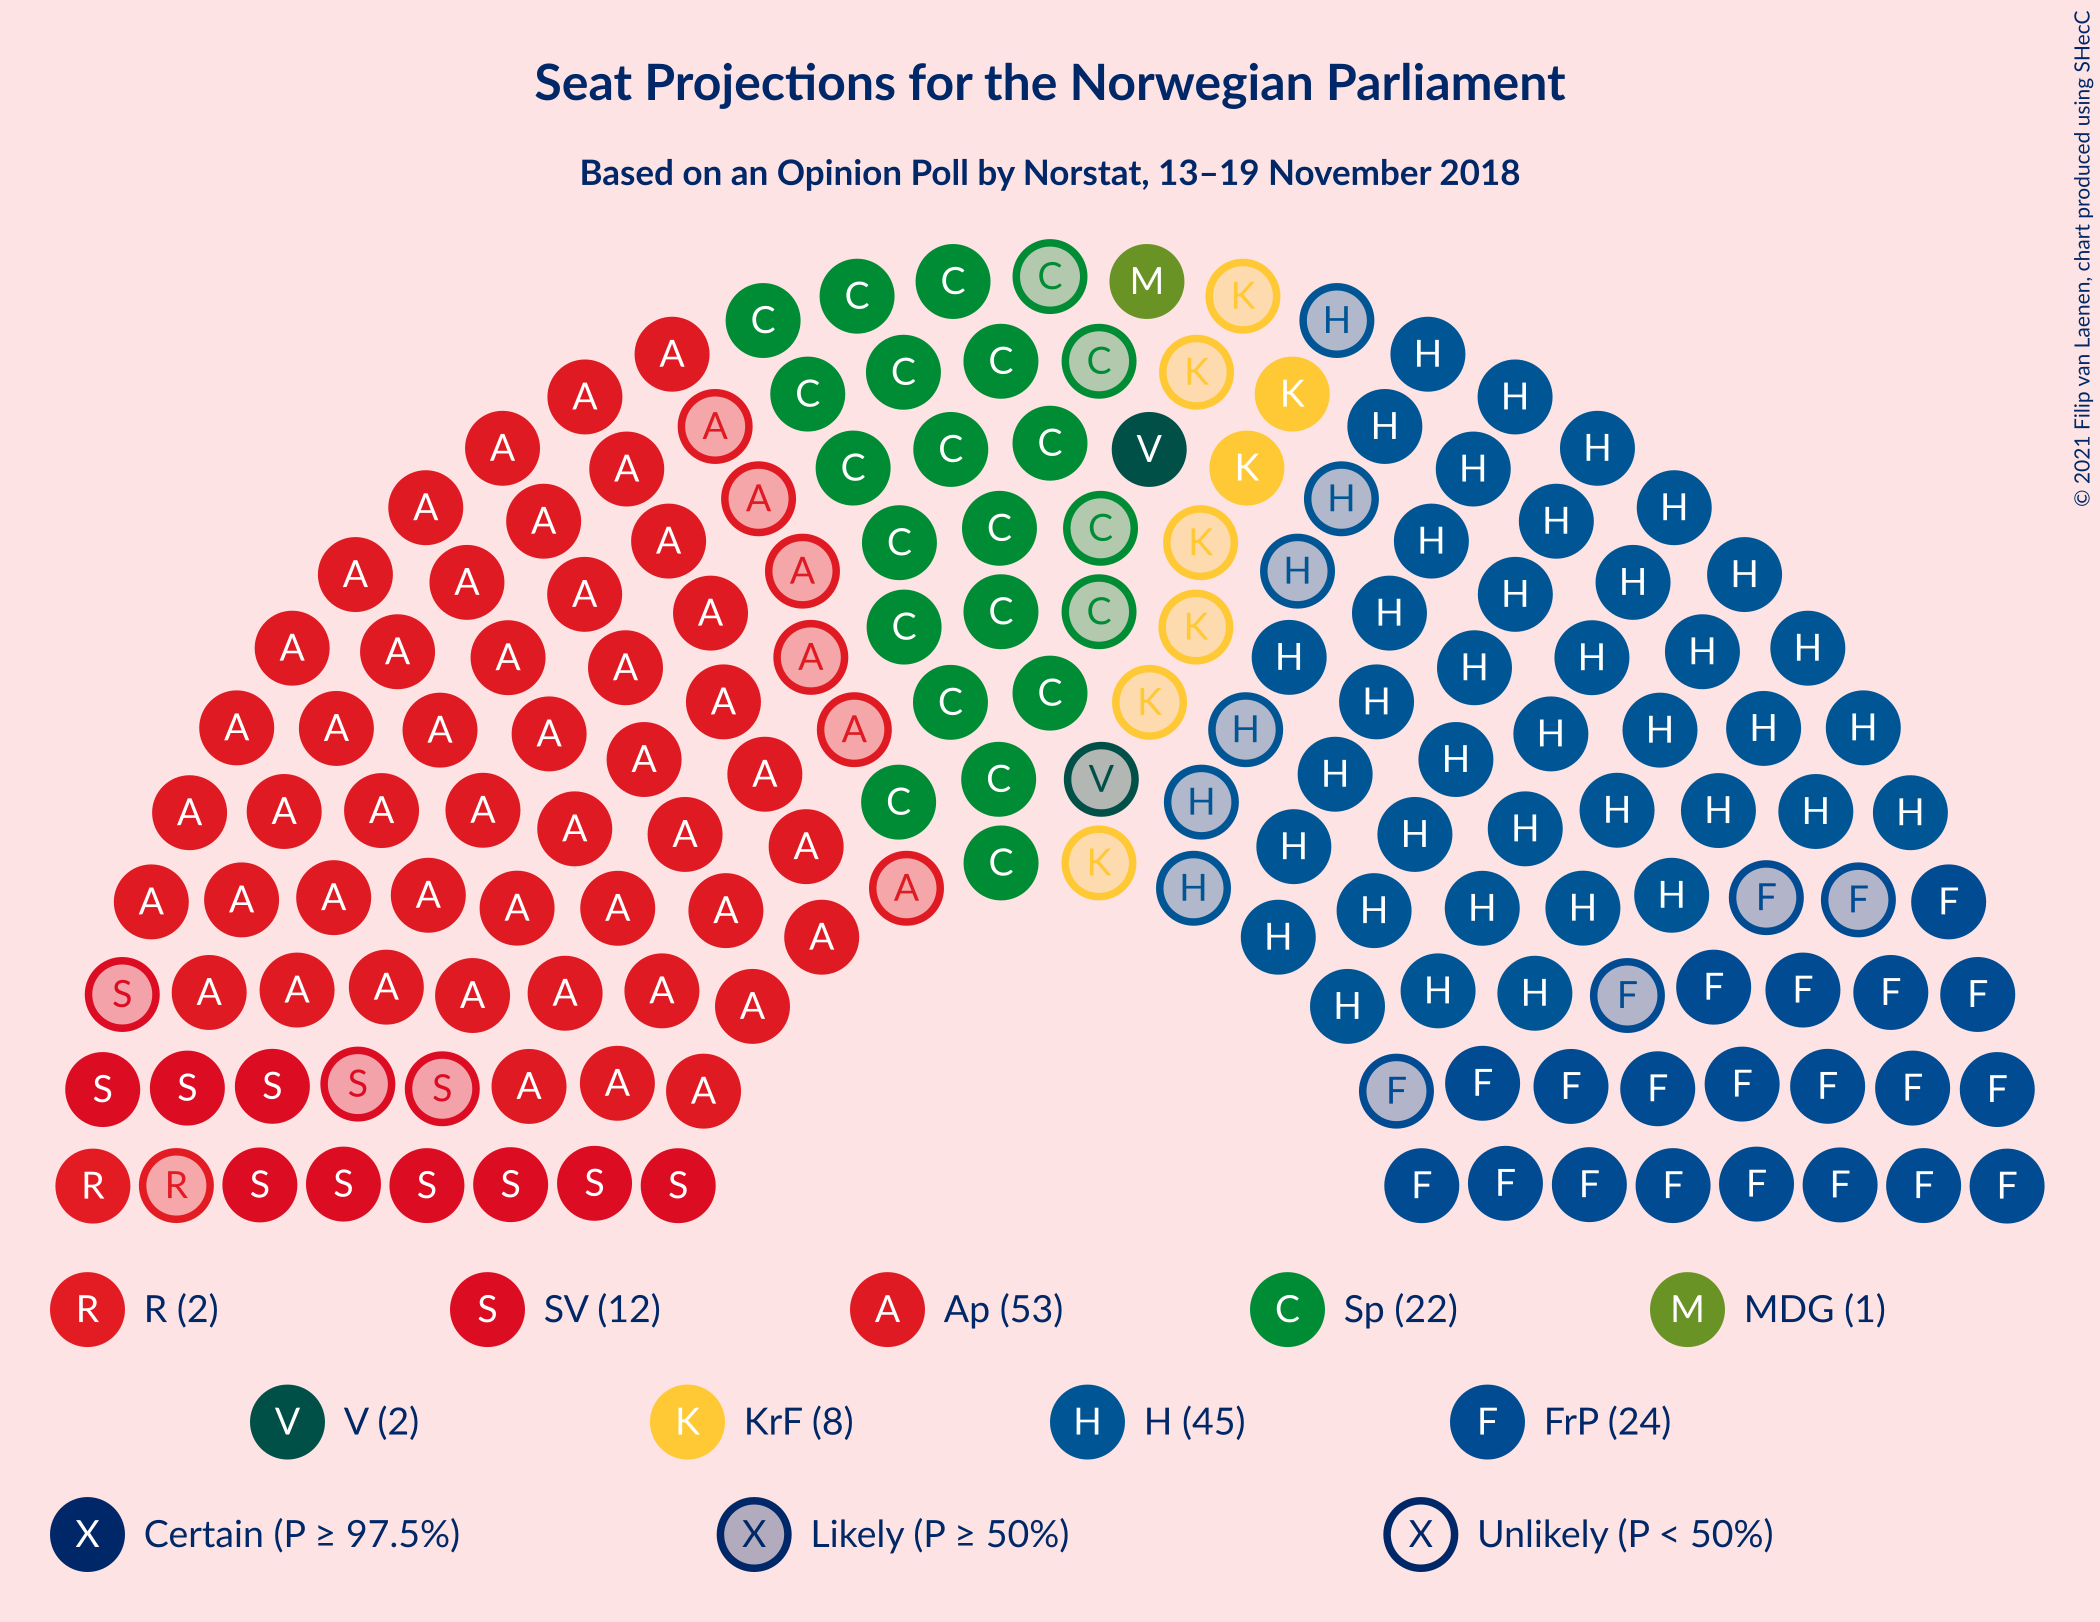 Seat Projections for the Norwegian Parliament
Based on an Opinion Poll by Norstat, 13–19 November 2018
© 2021 Filip van Laenen, chart produced using SHecC
C C C C M K H
A C C C C K K H H
A A C C C V K H H H
A A A C C C K H H H H
A A A A C C C K H H H H H
A A A A A C C K H H H H H H
A A A A A A C C V H H H H H H H
A A A A A A A C K H H H H H H H H
A A A A A A A A A H H H H H F F F
S A A A A A A A H H H F F F F F
S S S S S A A A F F F F F F F F
R R S S S S S S F F F F F F F F
R R (2) S SV (12) A Ap (53) C Sp (22) M MDG (1)
V V (2) K KrF (8) H H (45) F FrP (24)
X Certain (P ≥ 97.5%) X Likely (P ≥ 50%) X Unlikely (P < 50%)